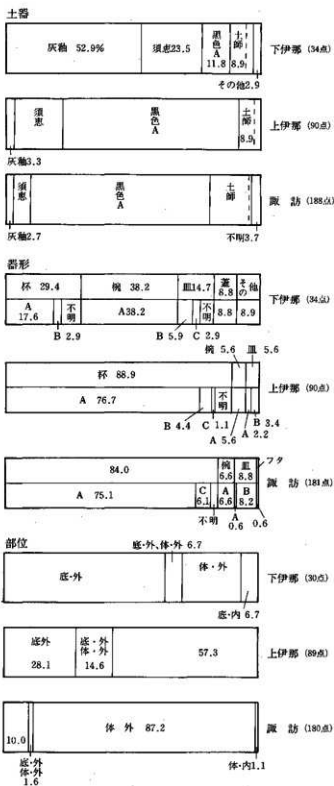 土器
灰釉 52.9%
須恵23.5
黒色A
11.8
土師
8.9
下伊那 (34点)
その他2.9
須恵
黒色A
土師
8.9
上伊那 (90点)
灰釉3.3
須恵
黒色A
土師
諏訪 (188点)
灰釉2.7
不明3.7
器形
杯 29.4
椀 38.2
皿14.7
蓋
8.8
その他
下伊那 (34点)
A
17.6
不明
A38.2
不明
8.8
8.9
B 2.9
B 5.9
C 2.9
椀 5.6
皿 5.6
杯 88.9
上伊那 (90点)
A 76.7
不明
B 4.4
C 1.1
A 5.6
A 2.2
B 3.4
84.0
椀
6.6
皿
8.8
フタ
諏訪 (181点)
A 75.1
C
6.1
A
6.6
B
8.2
不明
A
0.6
0.6
部位
底・外、体・外 6.7
底・外
体・外
下伊那 (30点)
底・内 6.7
底外
28.1
底・外
体・外
14.6
57.3
上伊那 (89点)
10.0
体 外 87.2
諏訪 (180点)
底・外
体・外
1.6
体・内1.1